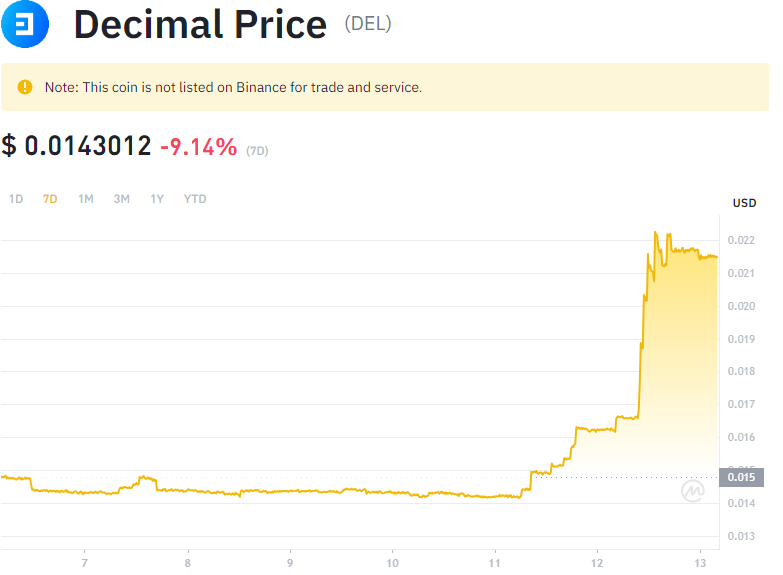 Decimal Price (DEL)
Note: This coin is not listed on Binance for trade and service.
$ 0.0143012 -9.14% (7D)
1D 7D 1M 3M 1Y YTD
USD
0.022
0.021
0.020
0.019
0.018
0.017
0.016
0.015
0.015
0.014
0.013
7 8 9 10 11 12 13